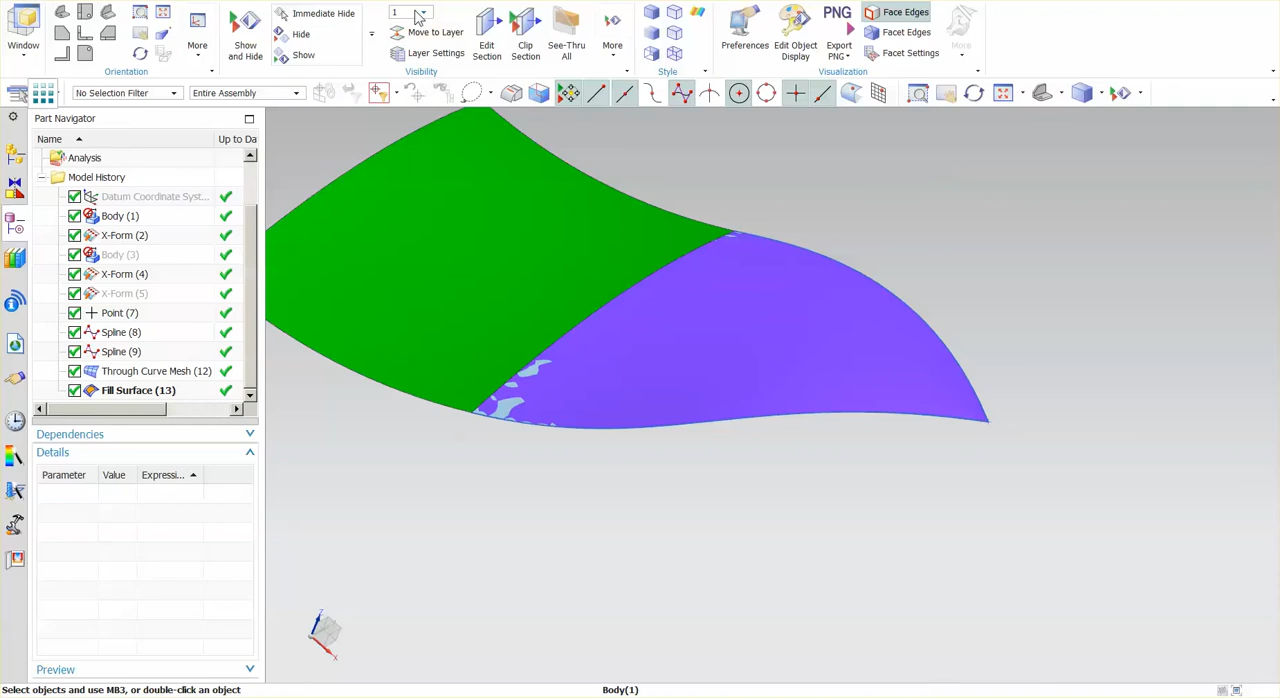 Window
Orientation
More
Show and Hide
Immediate Hide
Hide
Show
1
Move to Layer
Layer Settings
Visibility
Edit Section
Clip Section
See-Thru All
More
Style
Preferences
Edit Object Display
PNG
Export PNG
Face Edges
Facet Edges
Facet Settings
Visualization
More
No Selection Filter
Entire Assembly
Part Navigator
Name
Up to Da
Analysis
Model History
Datum Coordinate Syst...
Body (1)
X-Form (2)
Body (3)
X-Form (4)
X-Form (5)
Point (7)
Spline (8)
Spline (9)
Through Curve Mesh (12)
Fill Surface (13)
Dependencies
Details
Parameter
Value
Expressi...
Preview
Z
X
Select objects and use MB3, or double-click an object
Body(1)